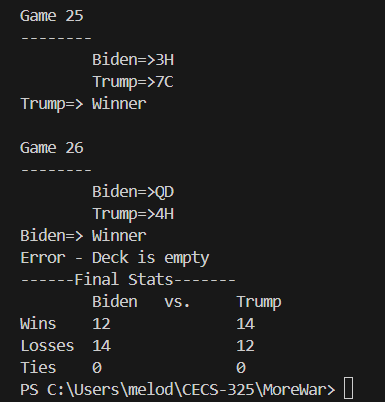 Game 25
--------
Biden=>3H
Trump=>7C
Trump=> Winner
Game 26
--------
Biden=>QD
Trump=>4H
Biden=> Winner
Error - Deck is empty
------Final Stats-------
Biden vs. Trump
Wins 12 14
Losses 14 12
Ties 0 0
PS C:\Users\melod\CECS-325\MoreWar>